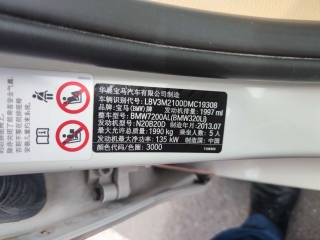 华晨宝马汽车有限公司制造
车辆识别代号: LBV3M2100DMC19308
品牌: 宝马(BMW)牌 发动机排量: 1997 ml
整车型号: BMW7200AL(BMW320Li)
发动机型号: N20B20D 制造年月: 2013.07
最大允许总质量: 1990 kg 乘坐人数: 5 人
发动机最大净功率: 135 kW 制造国: 中国
颜色代号/色圈: 3000